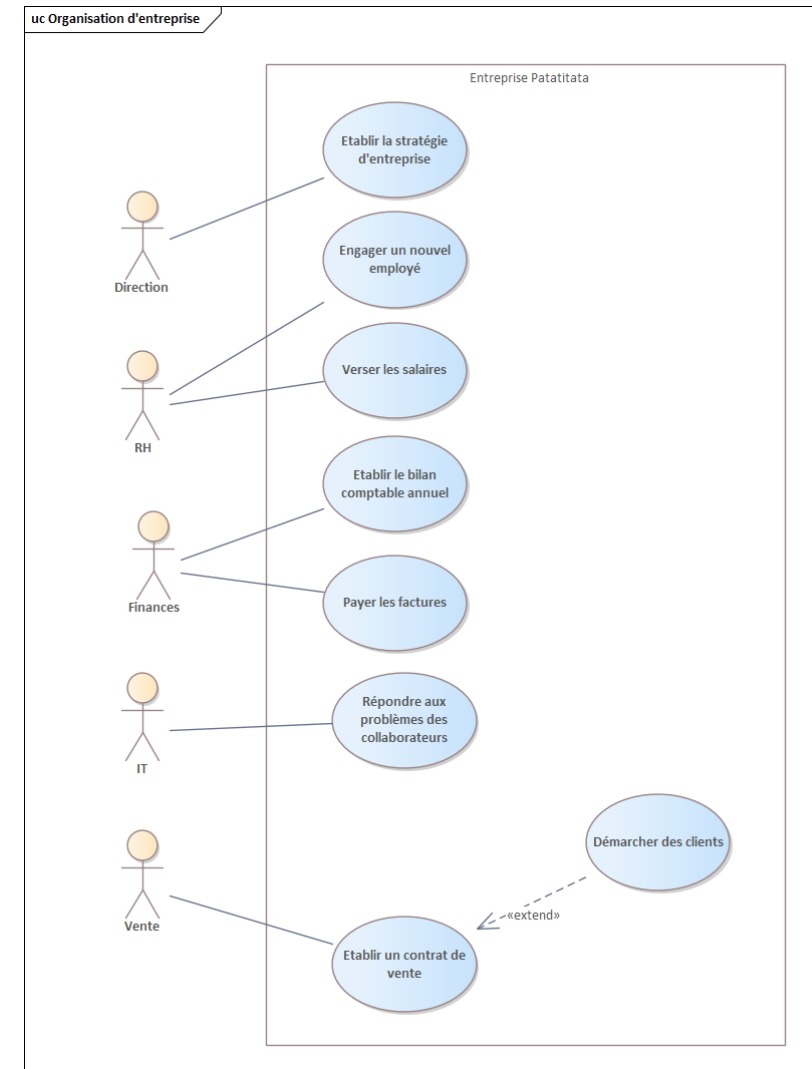 uc Organisation d'entreprise
Entreprise Patatitata
Etablir la stratégie
d'entreprise
Direction
Engager un nouvel
employé
Verser les salaires
RH
Etablir le bilan
comptable annuel
Finances
Payer les factures
Répondre aux
problèmes des
collaborateurs
IT
Démarcher des clients
«extend»
Vente
Etablir un contrat de
vente